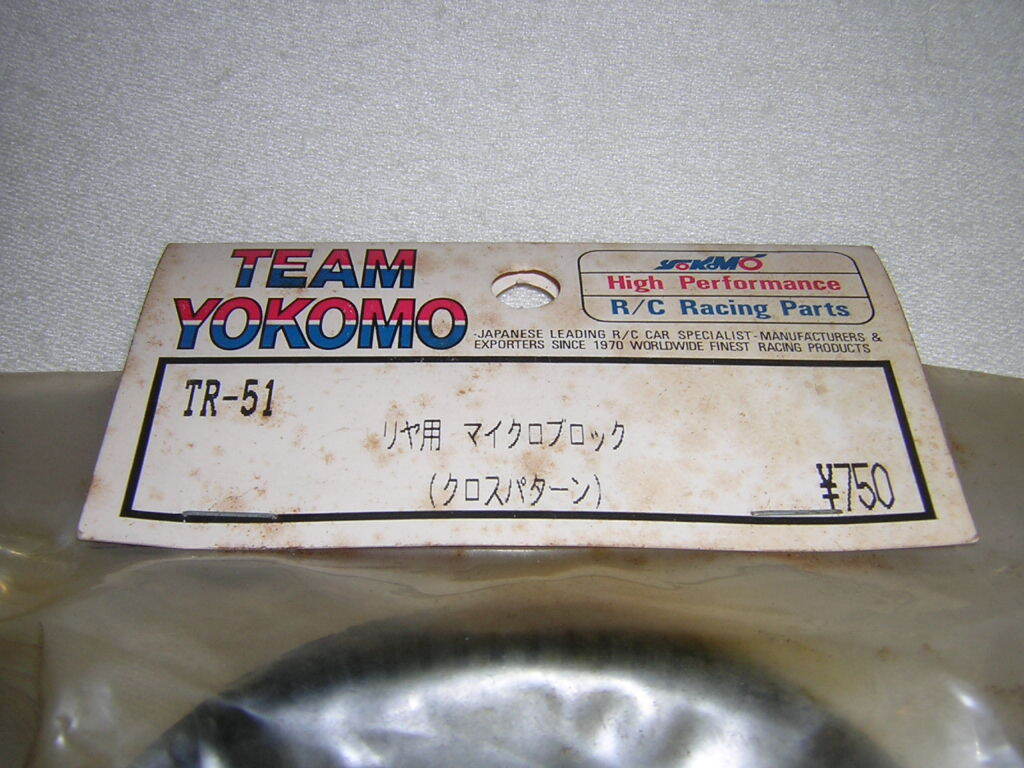 TEAM
YOKOMO
YOKOMO
High Performance
R/C Racing Parts
·JAPANESE LEADING R/C CAR SPECIALIST-MANUFACTURERS &
EXPORTERS SINCE 1970 WORLDWIDE FINEST RACING PRODUCTS
TR-51
リヤ用 マイクロブロック
(クロスパターン)
¥750